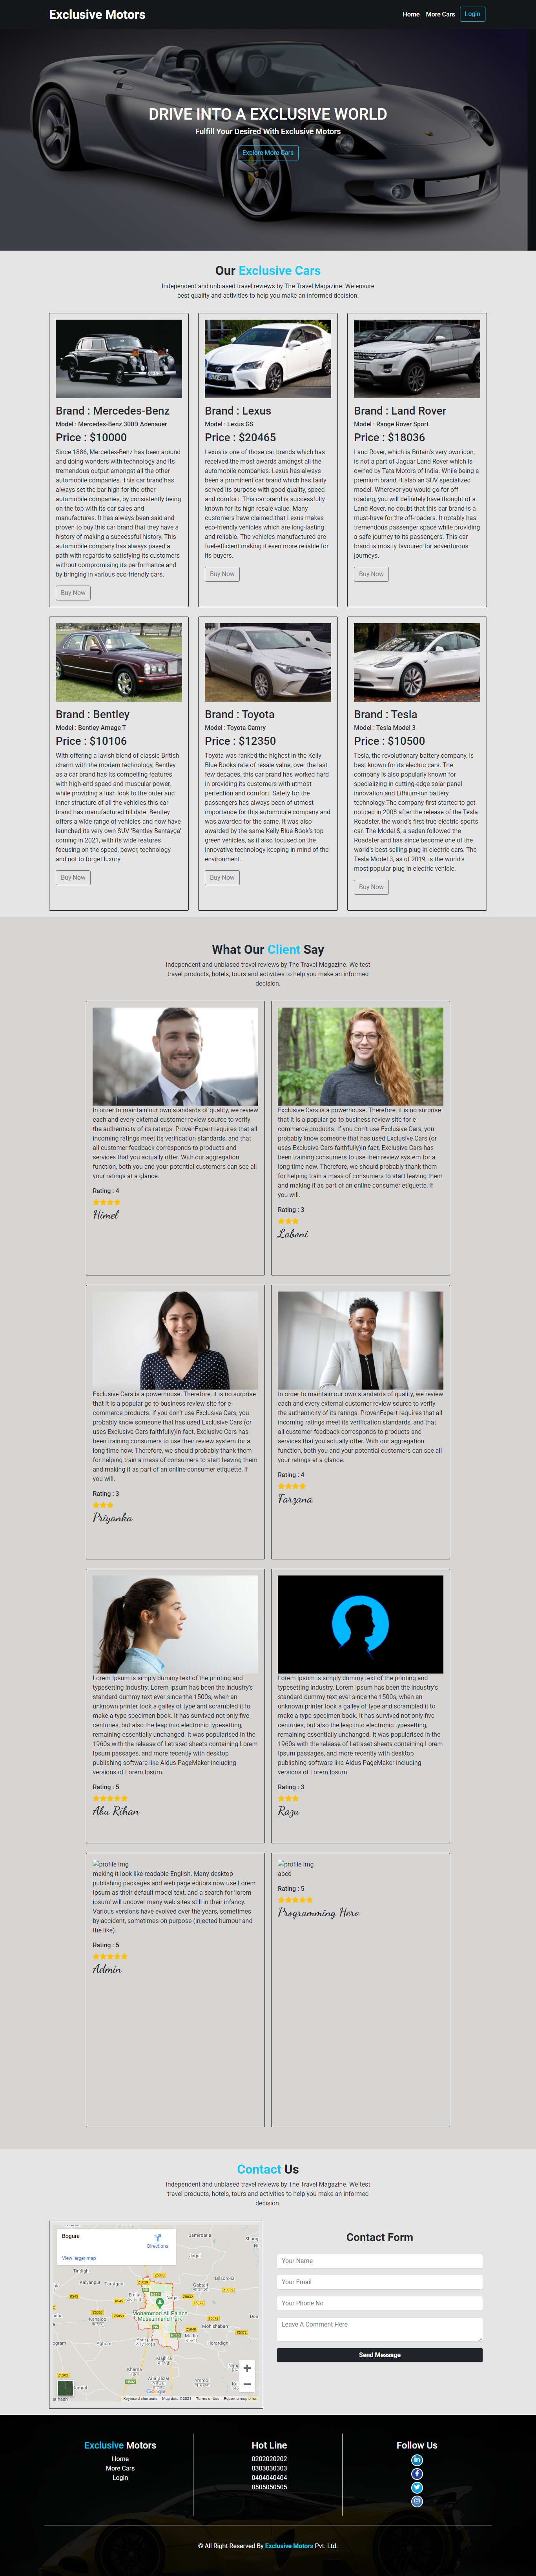 Exclusive Motors
Home
More Cars
Login
DRIVE INTO A EXCLUSIVE WORLD
Fulfill Your Desired With Exclusive Motors
Explore More Cars
Our Exclusive Cars
Independent and unbiased travel reviews by The Travel Magazine. We ensure
best quality and activities to help you make an informed decision.
Brand : Mercedes-Benz
Model : Mercedes-Benz 300D Adenauer
Price : $10000
Since 1886, Mercedes-Benz has been around
and doing wonders with technology and its
tremendous output amongst all the other
automobile companies. This car brand has
always set the bar high for the other
automobile companies, by consistently being
on the top with its car sales and
manufactures. It has always been said and
proven to buy this car brand that they have a
history of making a successful history. This
automobile company has always paved a
path with regards to satisfying its customers
without compromising its performance and
by bringing in various eco-friendly cars.
Buy Now
Brand : Lexus
Model : Lexus GS
Price : $20465
Lexus is one of those car brands which has
received the most awards amongst all the
automobile companies. Lexus has always
been a prominent car brand which has fairly
served its purpose with good quality, speed
and comfort. This car brand is successfully
known for its high resale value. Many
customers have claimed that Lexus makes
eco-friendly vehicles which are long-lasting
and reliable. The vehicles manufactured are
fuel-efficient making it even more reliable for
its buyers.
Buy Now
Brand : Land Rover
Model : Range Rover Sport
Price : $18036
Land Rover, which is Britain's very own icon,
is not a part of Jaguar Land Rover which is
owned by Tata Motors of India. While being a
premium brand, it also an SUV specialized
model. Wherever you would go for off-
roading, you will definitely have thought of a
Land Rover, no doubt that this car brand is a
must-have for the off-roaders. It notably has
tremendous passenger space while providing
a safe journey to its passengers. This car
brand is mostly favoured for adventurous
journeys.
Buy Now
Brand : Bentley
Model : Bentley Arnage T
Price : $10106
With offering a lavish blend of classic British
charm with the modern technology, Bentley
as a car brand has its compelling features
with high-end speed and muscular power,
while providing a lush look to the outer and
inner structure of all the vehicles this car
brand has manufactured till date. Bentley
offers a wide range of vehicles and now have
launched its very own SUV 'Bentley Bentayga'
coming in 2021, with its wide features
focusing on the speed, power, technology
and not to forget luxury.
Buy Now
Brand : Toyota
Model : Toyota Camry
Price : $12350
Toyota was ranked the highest in the Kelly
Blue Books rate of resale value, over the last
few decades, this car brand has worked hard
in providing its customers with utmost
perfection and comfort. Safety for the
passengers has always been of utmost
importance for this automobile company and
was awarded for the same. It was also
awarded by the same Kelly Blue Book's top
green vehicles, as it also focused on the
innovative technology keeping in mind of the
environment.
Buy Now
Brand : Tesla
Model : Tesla Model 3
Price : $10500
Tesla, the revolutionary battery company, is
best known for its electric cars. The
company is also popularly known for
specializing in cutting-edge solar panel
innovation and Lithium-ion battery
technology.The company first started to get
noticed in 2008 after the release of the Tesla
Roadster, the world's first true-electric sports
car. The Model S, a sedan followed the
Roadster and has since become one of the
world's best-selling plug-in electric cars. The
Tesla Model 3, as of 2019, is the world's
most popular plug-in electric vehicle.
Buy Now
What Our Client Say
Independent and unbiased travel reviews by The Travel Magazine. We test
travel products, hotels, tours and activities to help you make an informed
decision.
In order to maintain our own standards of quality, we review
each and every external customer review source to verify
the authenticity of its ratings. ProvenExpert requires that all
incoming ratings meet its verification standards, and that
all customer feedback corresponds to products and
services that you actually offer. With our aggregation
function, both you and your potential customers can see all
your ratings at a glance.
Rating : 4
Himel
Exclusive Cars is a powerhouse. Therefore, it is no surprise
that it is a popular go-to business review site for e-
commerce products. If you don't use Exclusive Cars, you
probably know someone that has used Exclusive Cars (or
uses Exclusive Cars faithfully)In fact, Exclusive Cars has
been training consumers to use their review system for a
long time now. Therefore, we should probably thank them
for helping train a mass of consumers to start leaving them
and making it as part of an online consumer etiquette, if
you will.
Rating : 3
Laboni
Exclusive Cars is a powerhouse. Therefore, it is no surprise
that it is a popular go-to business review site for e-
commerce products. If you don't use Exclusive Cars, you
probably know someone that has used Exclusive Cars (or
uses Exclusive Cars faithfully)In fact, Exclusive Cars has
been training consumers to use their review system for a
long time now. Therefore, we should probably thank them
for helping train a mass of consumers to start leaving them
and making it as part of an online consumer etiquette, if
you will.
Rating : 3
Priyanka
In order to maintain our own standards of quality, we review
each and every external customer review source to verify
the authenticity of its ratings. ProvenExpert requires that all
incoming ratings meet its verification standards, and that
all customer feedback corresponds to products and
services that you actually offer. With our aggregation
function, both you and your potential customers can see all
your ratings at a glance.
Rating : 4
Farzana
Lorem Ipsum is simply dummy text of the printing and
typesetting industry. Lorem Ipsum has been the industry's
standard dummy text ever since the 1500s, when an
unknown printer took a galley of type and scrambled it to
make a type specimen book. It has survived not only five
centuries, but also the leap into electronic typesetting,
remaining essentially unchanged. It was popularised in the
1960s with the release of Letraset sheets containing Lorem
Ipsum passages, and more recently with desktop
publishing software like Aldus PageMaker including
versions of Lorem Ipsum.
Rating : 5
Abu Rihan
Lorem Ipsum is simply dummy text of the printing and
typesetting industry. Lorem Ipsum has been the industry's
standard dummy text ever since the 1500s, when an
unknown printer took a galley of type and scrambled it to
make a type specimen book. It has survived not only five
centuries, but also the leap into electronic typesetting,
remaining essentially unchanged. It was popularised in the
1960s with the release of Letraset sheets containing Lorem
Ipsum passages, and more recently with desktop
publishing software like Aldus PageMaker including
versions of Lorem Ipsum.
Rating : 3
Razu
profile img
making it look like readable English. Many desktop
publishing packages and web page editors now use Lorem
Ipsum as their default model text, and a search for 'lorem
ipsum' will uncover many web sites still in their infancy.
Various versions have evolved over the years, sometimes
by accident, sometimes on purpose (injected humour and
the like).
Rating : 5
Admin
profile img
abcd
Rating : 5
Programming Hero
Contact Us
Independent and unbiased travel reviews by The Travel Magazine. We test
travel products, hotels, tours and activities to help you make an informed
decision.
Bogura
Directions
View larger map
Mohammad Ali Palace
Museum and Park
Google
Keyboard shortcuts
Map data ©2021
Terms of Use
Report a map error
Contact Form
Your Name
Your Email
Your Phone No
Leave A Comment Here
Send Message
Exclusive Motors
Home
More Cars
Login
Hot Line
0202020202
0303030303
0404040404
0505050505
Follow Us
© All Right Reserved By Exclusive Motors Pvt. Ltd.